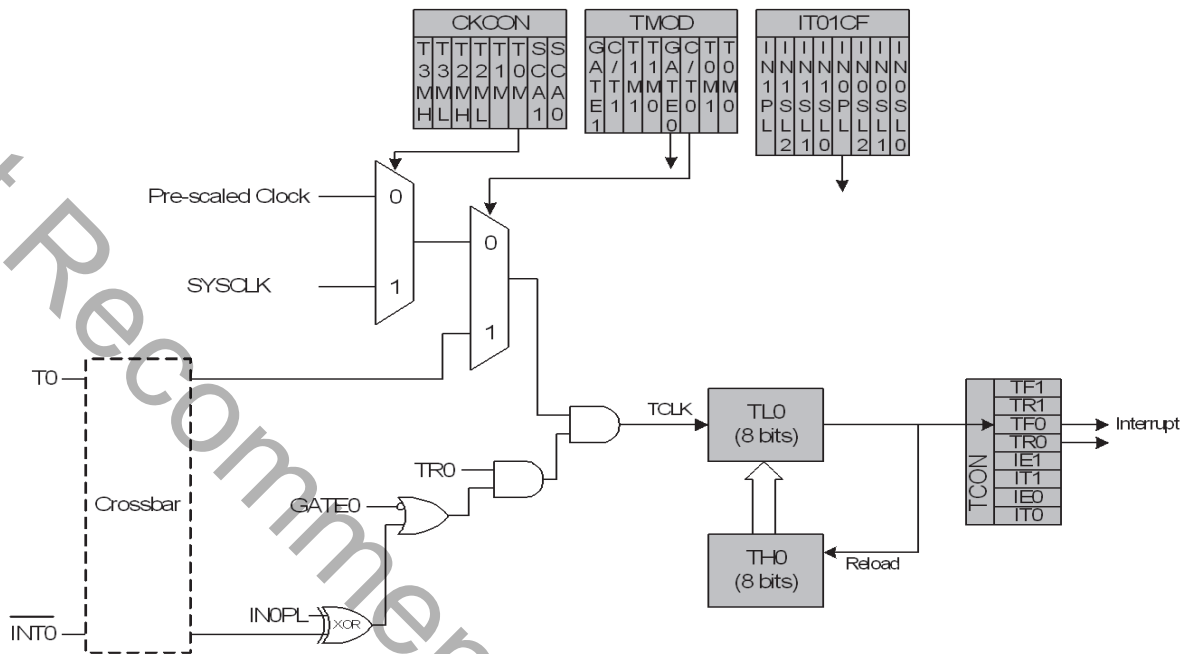 CKCON
T3MH T3ML T2MH T2ML T1M T0M SCA1 SCA0
TMOD
GATE1 C/T1 T1M1 T1M0 GATE0 C/T0 T0M1 T0M0
IT01CF
IN1PL IN1SL2 IN1SL1 IN1SL0 IN0PL IN0SL2 IN0SL1 IN0SL0
Pre-scaled Clock
0
SYSCLK
1
0
1
T0
Crossbar
INT0
GATE0
TR0
IN0PL
XOR
TCLK
TL0
(8 bits)
TH0
(8 bits)
Reload
TCON
TF1
TR1
TF0
TR0
IE1
IT1
IE0
IT0
Interrupt
Recommen